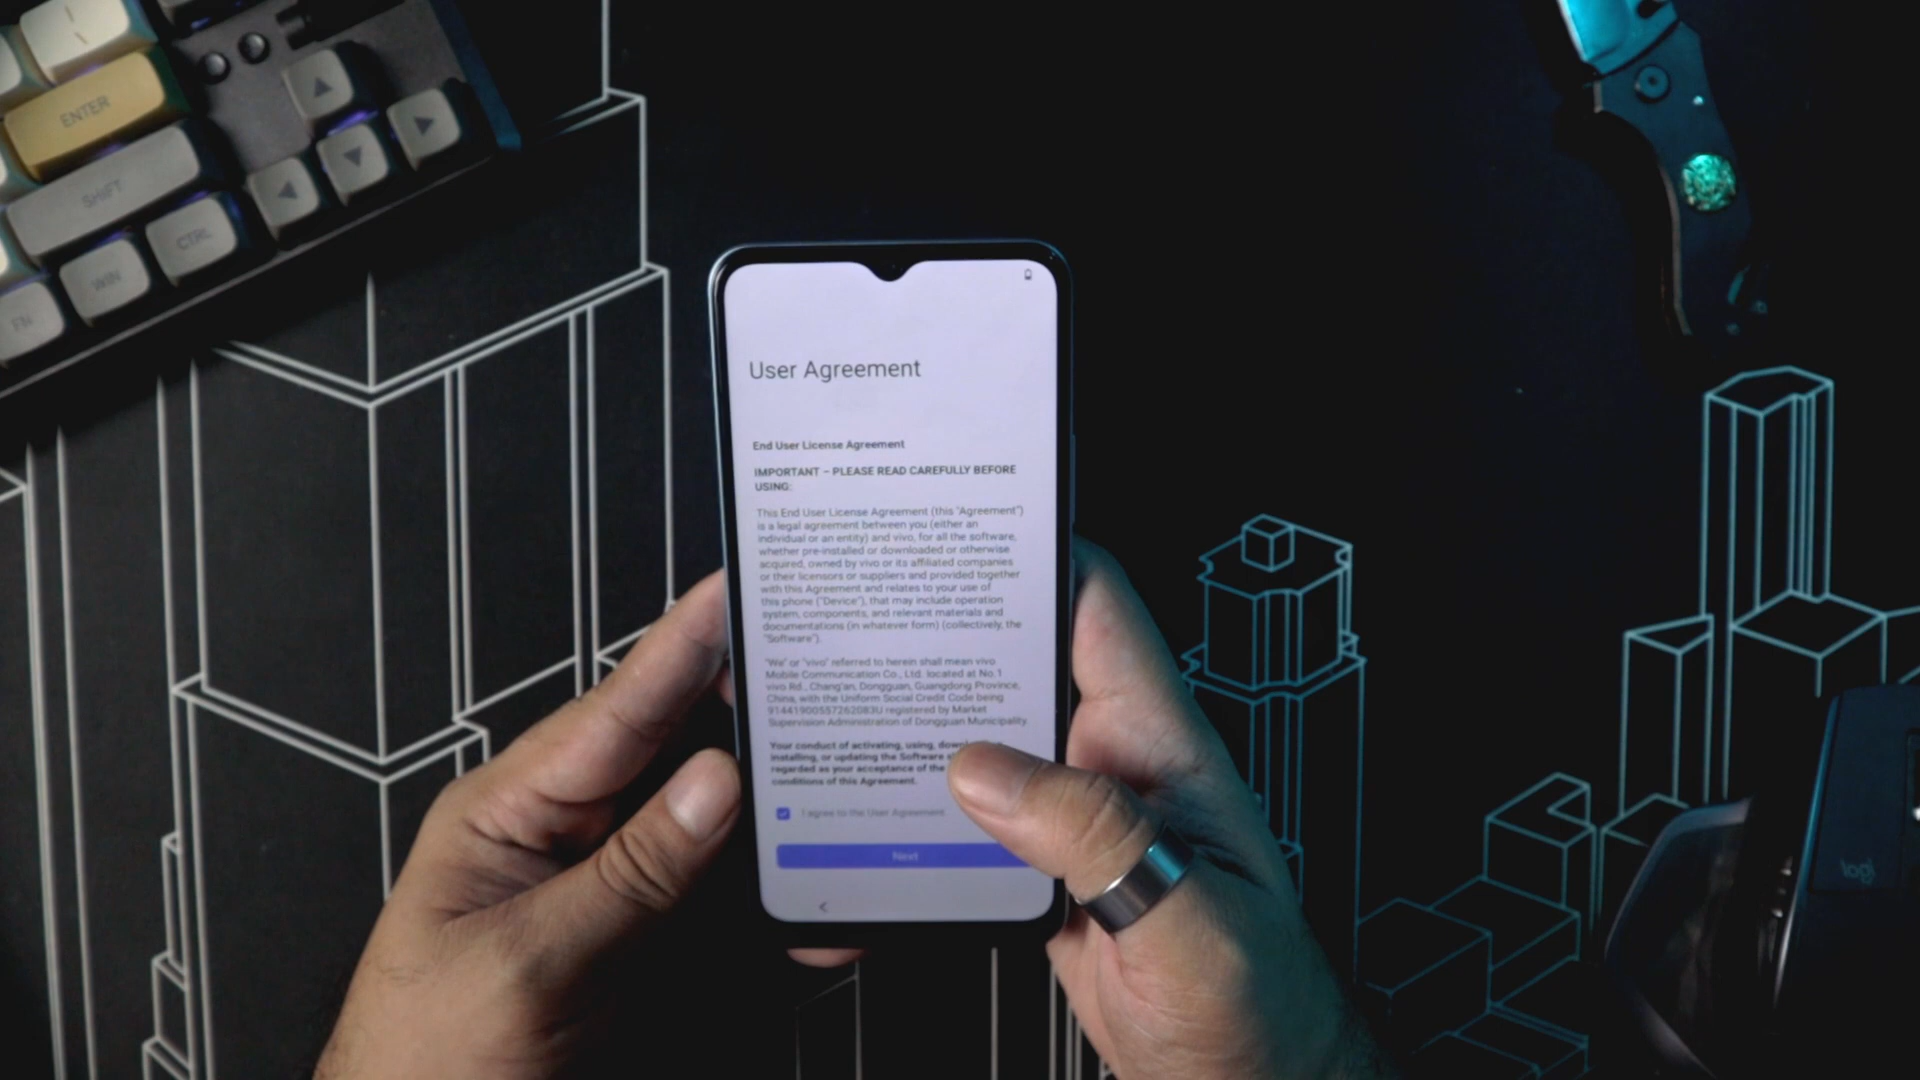 ENTER
SHIFT
CTRL
WIN
FN
User Agreement
End User License Agreement
IMPORTANT – PLEASE READ CAREFULLY BEFORE
USING:
This End User License Agreement (this "Agreement")
is a legal agreement between you (either an
individual or an entity) and vivo, for all the software,
whether pre-installed or downloaded or otherwise
acquired, owned by vivo or its affiliated companies
or their licensors or suppliers and provided together
with this Agreement and relates to your use of
this phone ("Device"), that may include operation
system, components, and relevant materials and
documentations (in whatever form) (collectively, the
"Software").
"We" or "vivo" referred to herein shall mean vivo
Mobile Communication Co., Ltd. located at No.1
vivo Rd., Chang'an, Dongguan, Guangdong Province,
China, with the Uniform Social Credit Code being
91441900557262083U registered by Market
Supervision Administration of Dongguan Municipality.
Your conduct of activating, using,
installing, or updating the Software
regarded as your acceptance of the
conditions of this Agreement.
I agree to the User Agreement
Next
logi